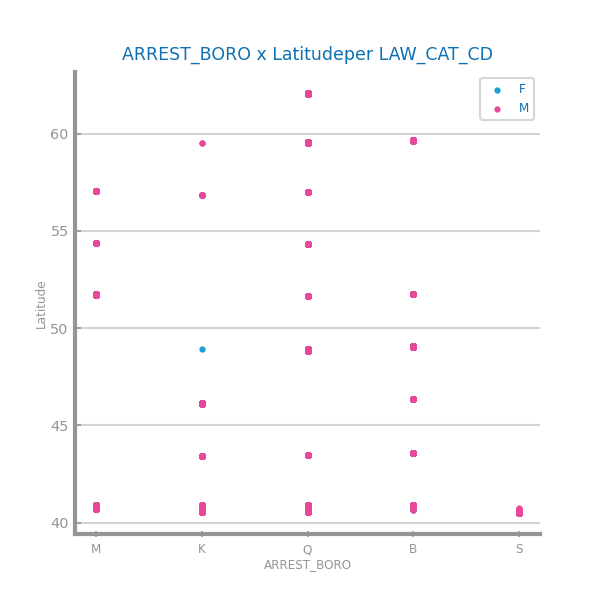 ARREST_BORO x Latitudeper LAW_CAT_CD
F
M
60
55
50
45
40
Latitude
M K Q B S
ARREST_BORO